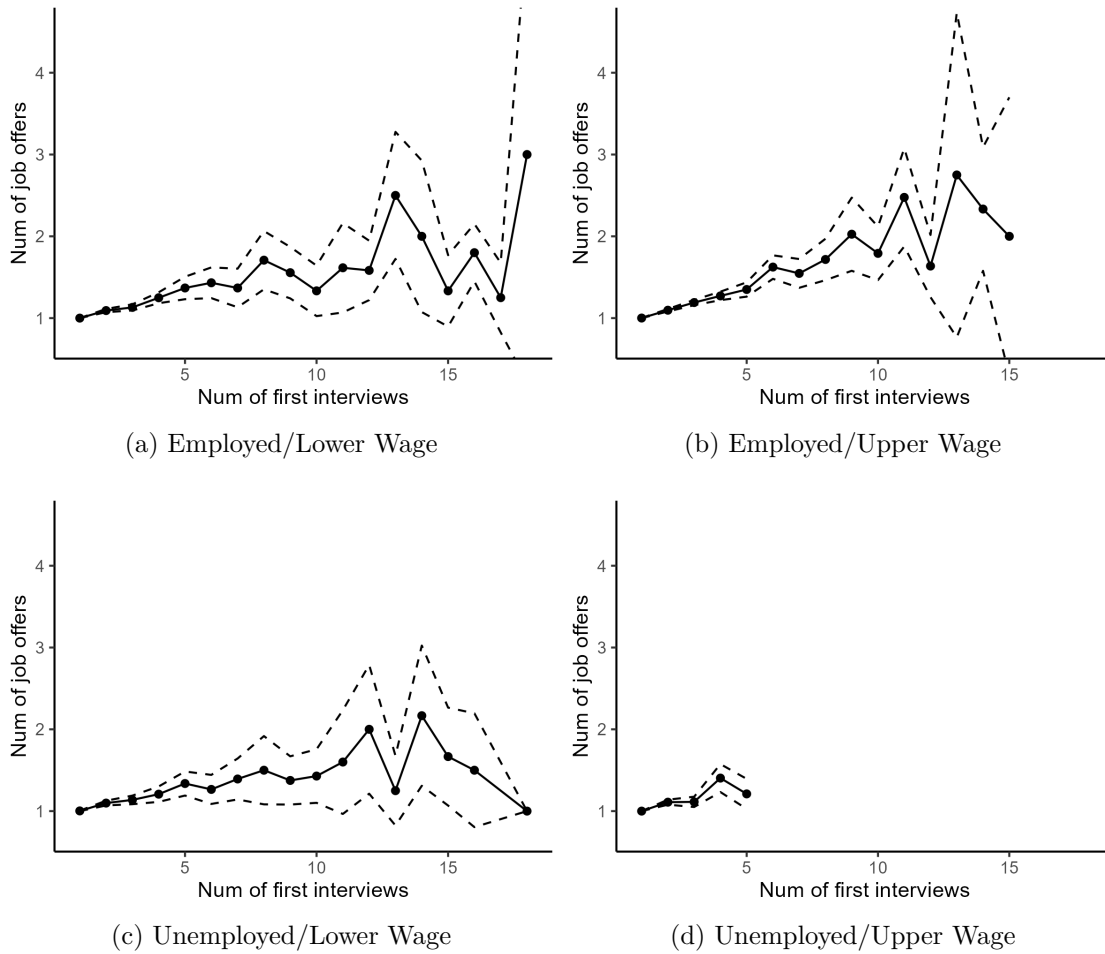 4
3
2
1
Num of job offers
5 10 15
Num of first interviews
(a) Employed/Lower Wage
4
3
2
1
Num of job offers
5 10 15
Num of first interviews
(b) Employed/Upper Wage
4
3
2
1
Num of job offers
5 10 15
Num of first interviews
(c) Unemployed/Lower Wage
4
3
2
1
Num of job offers
5 10 15
Num of first interviews
(d) Unemployed/Upper Wage